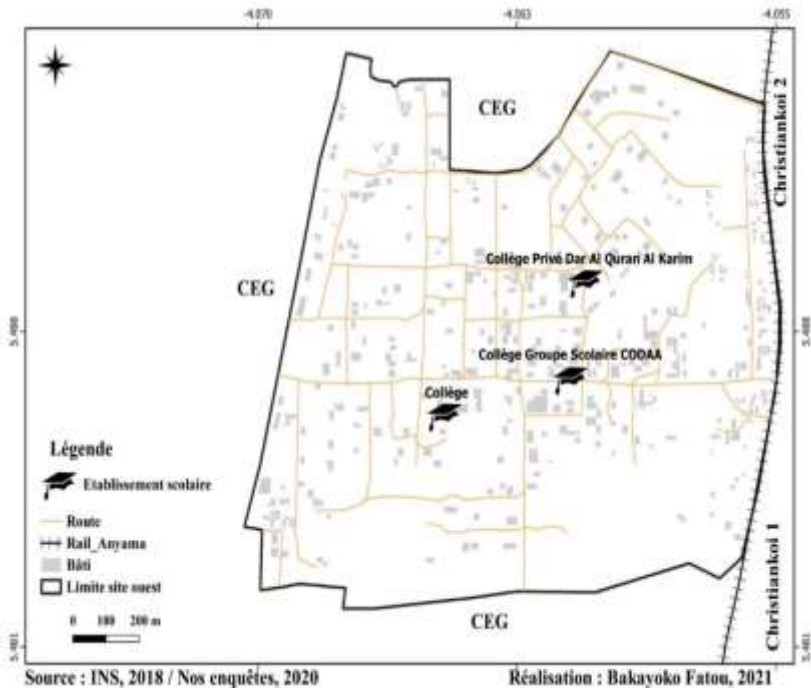 -4.070 -4.063 -4.055
CEG
Christiankoi 2
Collège Privé Dar Al Quran Al Karim
CEG
Collège Groupe Scolaire CODAA
Collège
Légende
Etablissement scolaire
Route
Rail_Anyama
Bâti
Limite site ouest
0 100 200 m
CEG
Christiankoi 1
Source : INS, 2018 / Nos enquêtes, 2020 Réalisation : Bakayoko Fatou, 2021